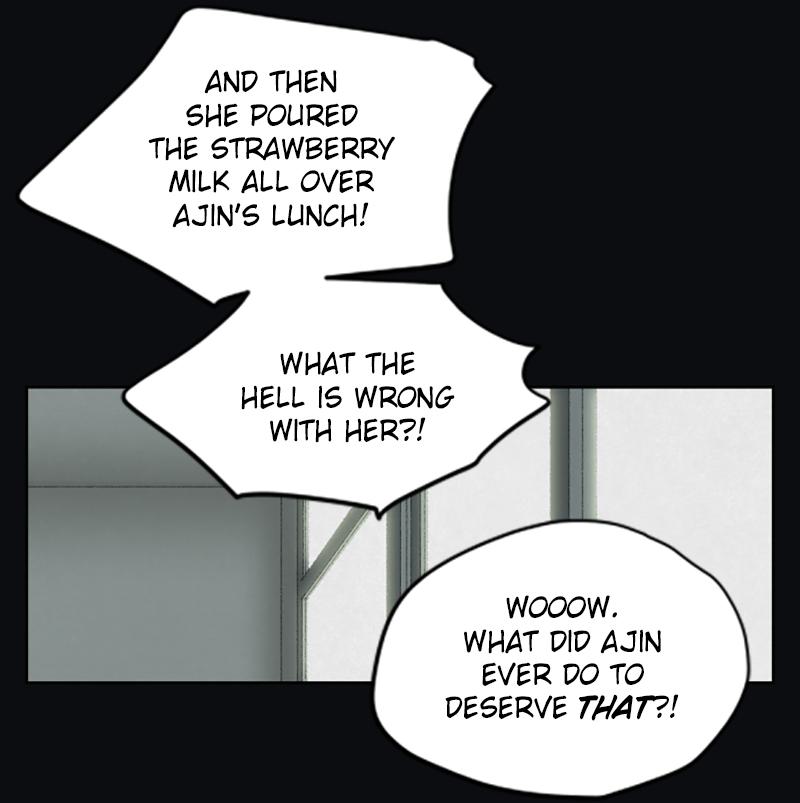 AND THEN
SHE POURED
THE STRAWBERRY
MILK ALL OVER
AJIN'S LUNCH!
WHAT THE
HELL IS WRONG
WITH HER?!
WOOOW.
WHAT DID AJIN
EVER DO TO
DESERVE THAT?!